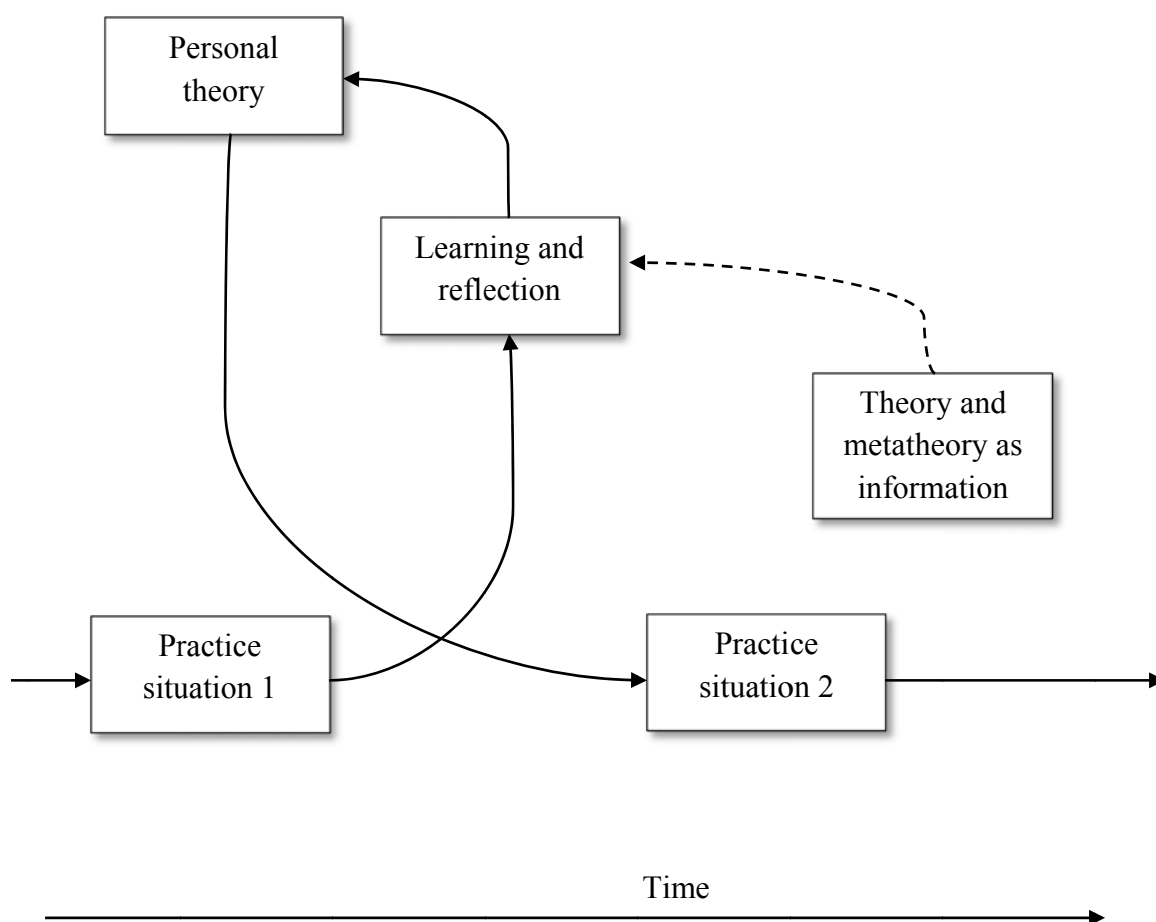 Personal
theory
Learning and
reflection
Theory and
metatheory as
information
Practice
situation 1
Practice
situation 2
Time